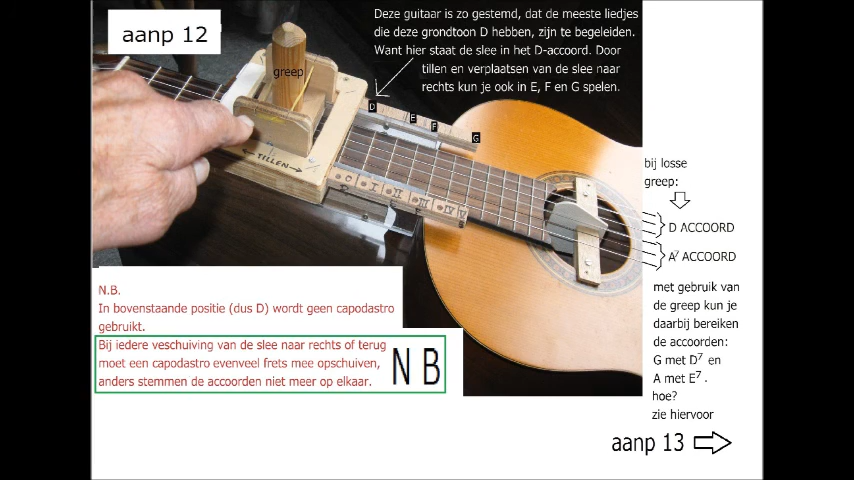 aanp 12
Deze guitaar is zo gestemd, dat de meeste liedjes
die deze grondtoon D hebben, zijn te begeleiden.
Want hier staat de slee in het D-accoord. Door
tillen en verplaatsen van de slee naar
rechts kun je ook in E, F en G spelen.
greep
D
E
F
G
← TILLEN →
0 I II III IV V
bij losse
greep:
D ACCOORD
A7 ACCOORD
met gebruik van
de greep kun je
daarbij bereiken
de accoorden:
G met D7 en
A met E7 .
hoe?
zie hiervoor
aanp 13
N.B.
In bovenstaande positie (dus D) wordt geen capodastro
gebruikt.
Bij iedere veschuiving van de slee naar rechts of terug
moet een capodastro evenveel frets mee opschuiven,
anders stemmen de accoorden niet meer op elkaar.
N B